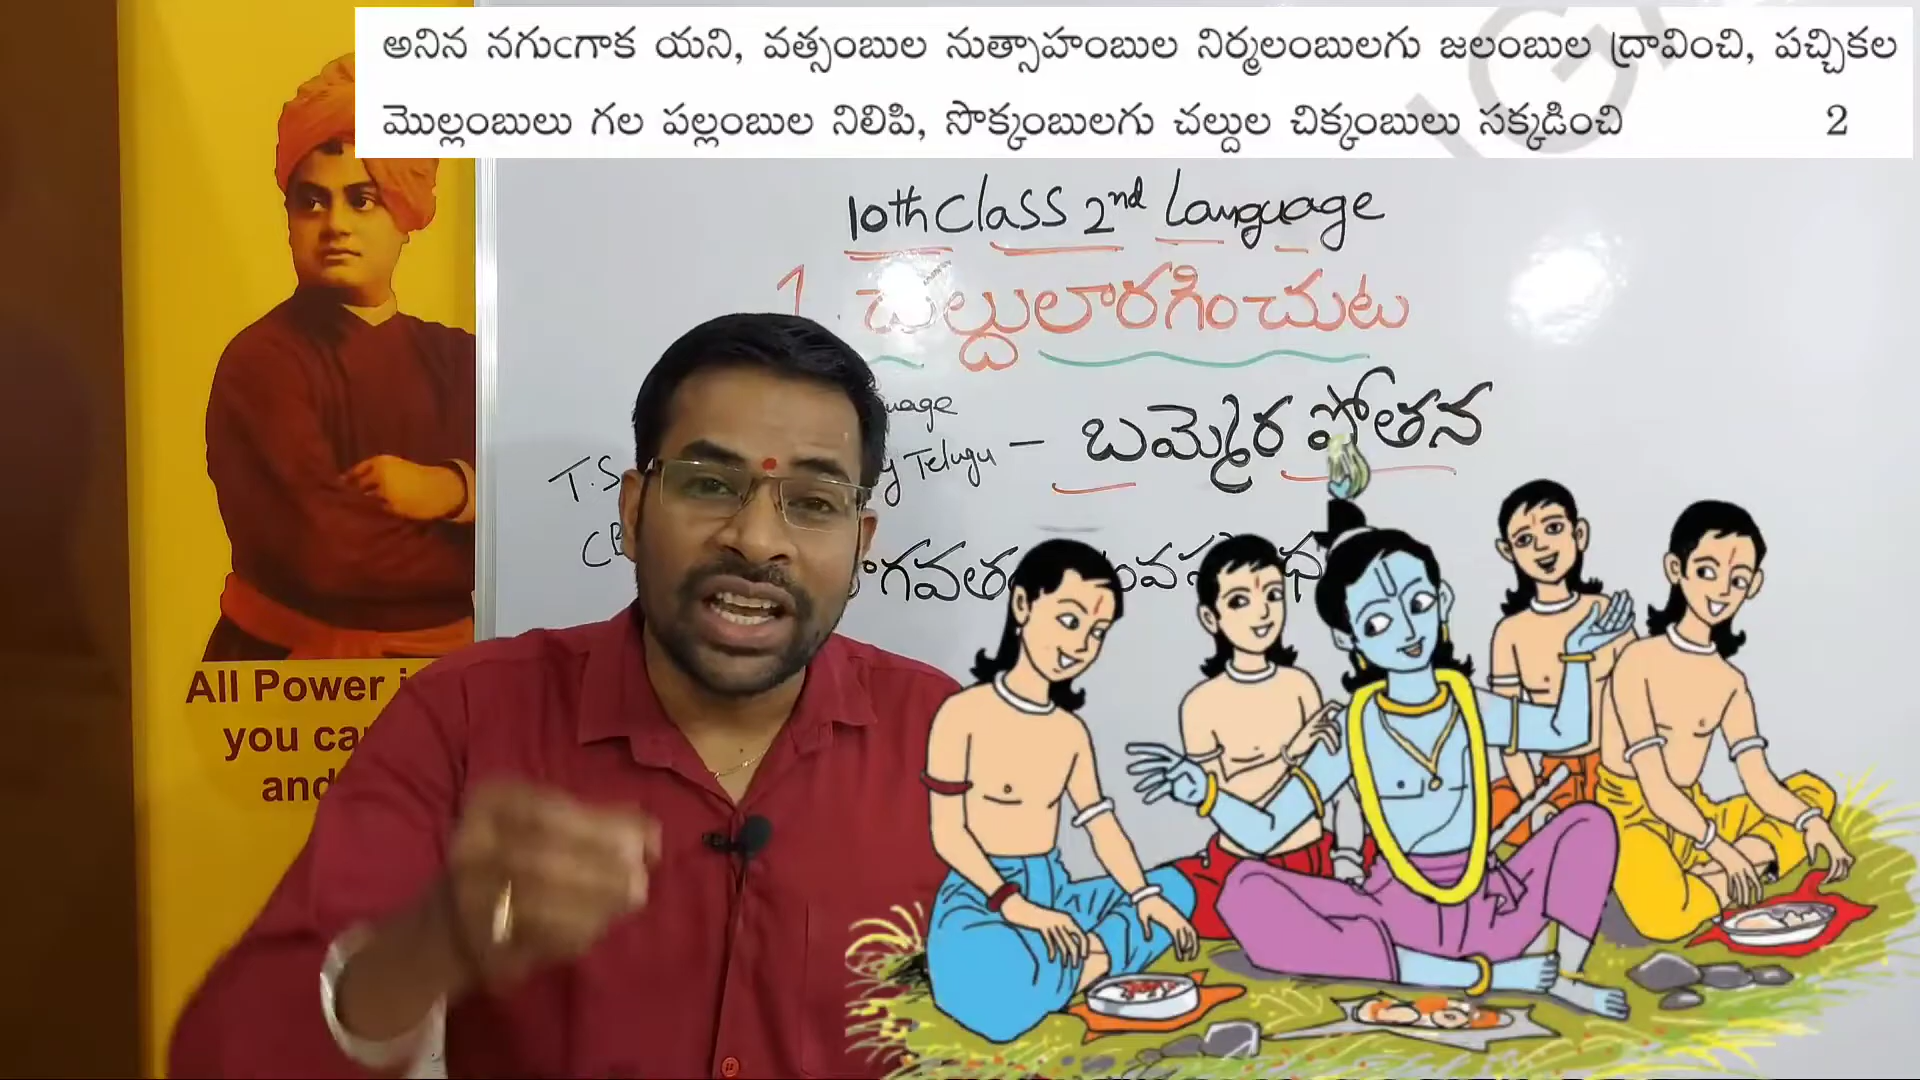 అనిన నగుఁగాక యని, వత్సంబుల నుత్సాహంబుల నిర్మలంబులగు జలంబుల ద్రావించి, పచ్చికల
మొల్లంబులు గల పల్లంబుల నిలిపి, సొక్కంబులగు చల్దుల చిక్కంబులు సక్కడించి 2
10th Class 2nd Language
1. చల్దులారగించుట
Telugu - బమ్మెర పోతన
T.S
All Power
you
and